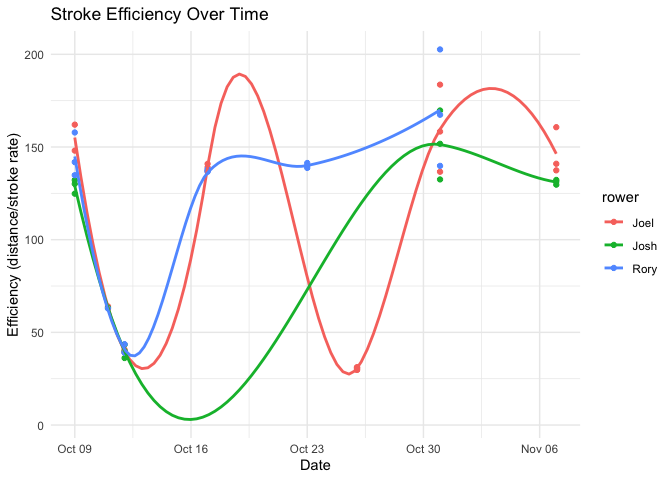 Stroke Efficiency Over Time
Efficiency (distance/stroke rate)
200
150
100
50
0
Oct 09
Oct 16
Oct 23
Oct 30
Nov 06
Date
rower
Joel
Josh
Rory